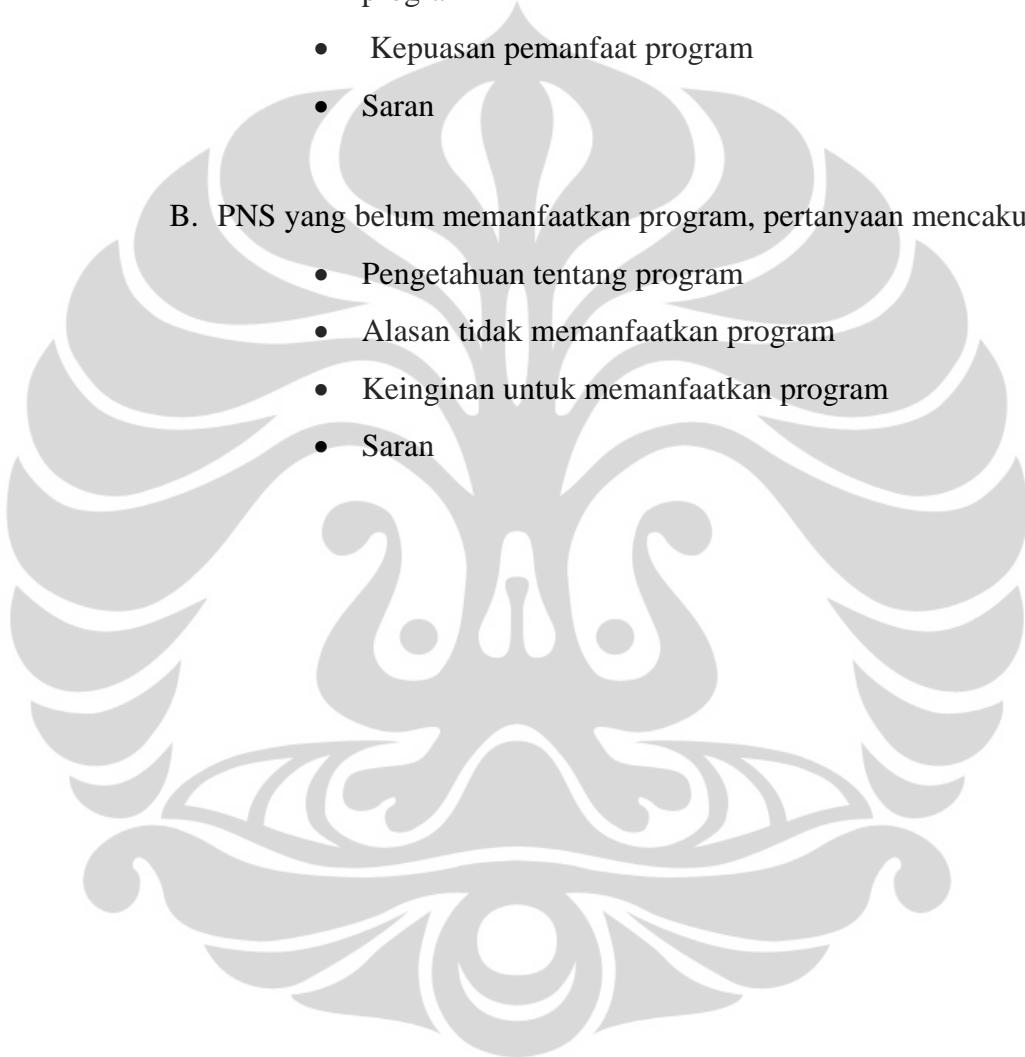 • Kepuasan pemanfaat program
• Saran
B. PNS yang belum memanfaatkan program, pertanyaan
• Pengetahuan tentang program
• Alasan tidak memanfaatkan program
• Keinginan untuk memanfaatkan program
• Saran